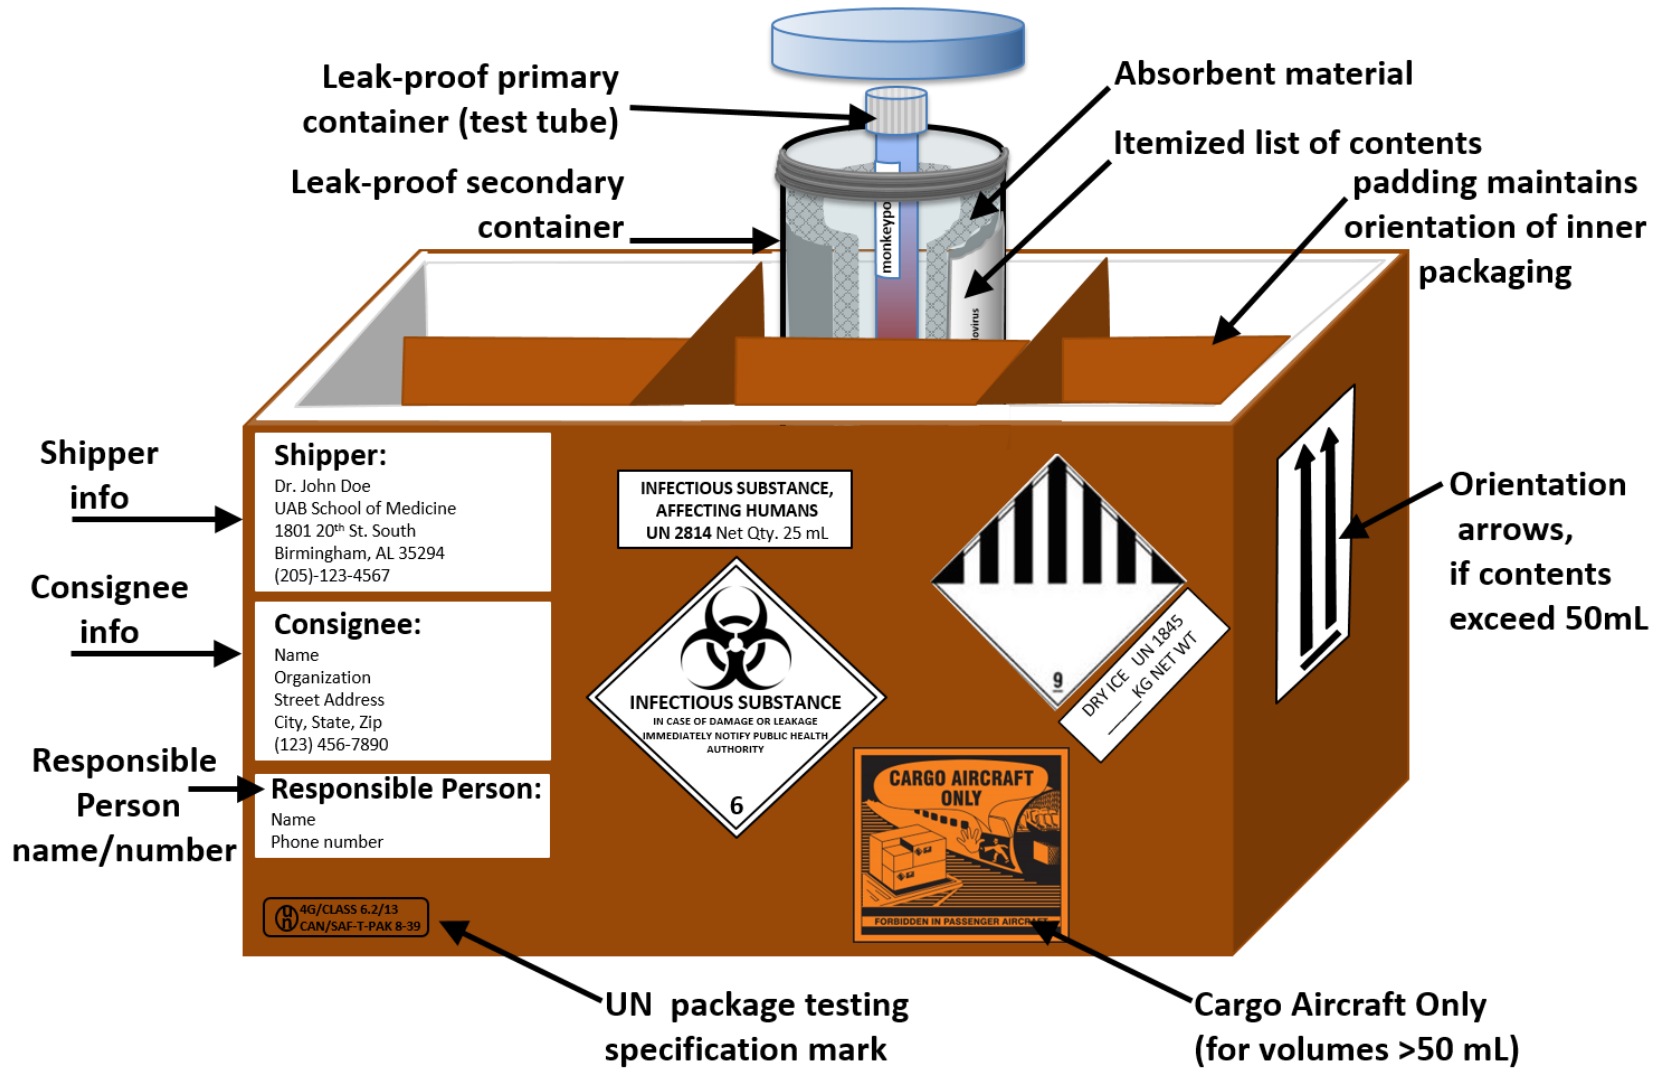 Leak-proof primary
container (test tube)
Leak-proof secondary
container
Absorbent material
Itemized list of contents
padding maintains
orientation of inner
packaging
monkeypo
lovirus
Shipper
info
Consignee
info
Responsible
Person
name/number
Shipper:
Dr. John Doe
UAB School of Medicine
1801 20th St. South
Birmingham, AL 35294
(205)-123-4567
Consignee:
Name
Organization
Street Address
City, State, Zip
(123) 456-7890
Responsible Person:
Name
Phone number
un
4G/CLASS 6.2/13
CAN/SAF-T-PAK 8-39
INFECTIOUS SUBSTANCE,
AFFECTING HUMANS
UN 2814 Net Qty. 25 mL
INFECTIOUS SUBSTANCE
IN CASE OF DAMAGE OR LEAKAGE
IMMEDIATELY NOTIFY PUBLIC HEALTH
AUTHORITY
6
9
DRY ICE UN 1845
_____KG NET WT
CARGO AIRCRAFT
ONLY
FORBIDDEN IN PASSENGER AIRCRAFT
Orientation
arrows,
if contents
exceed 50mL
UN package testing
specification mark
Cargo Aircraft Only
(for volumes >50 mL)